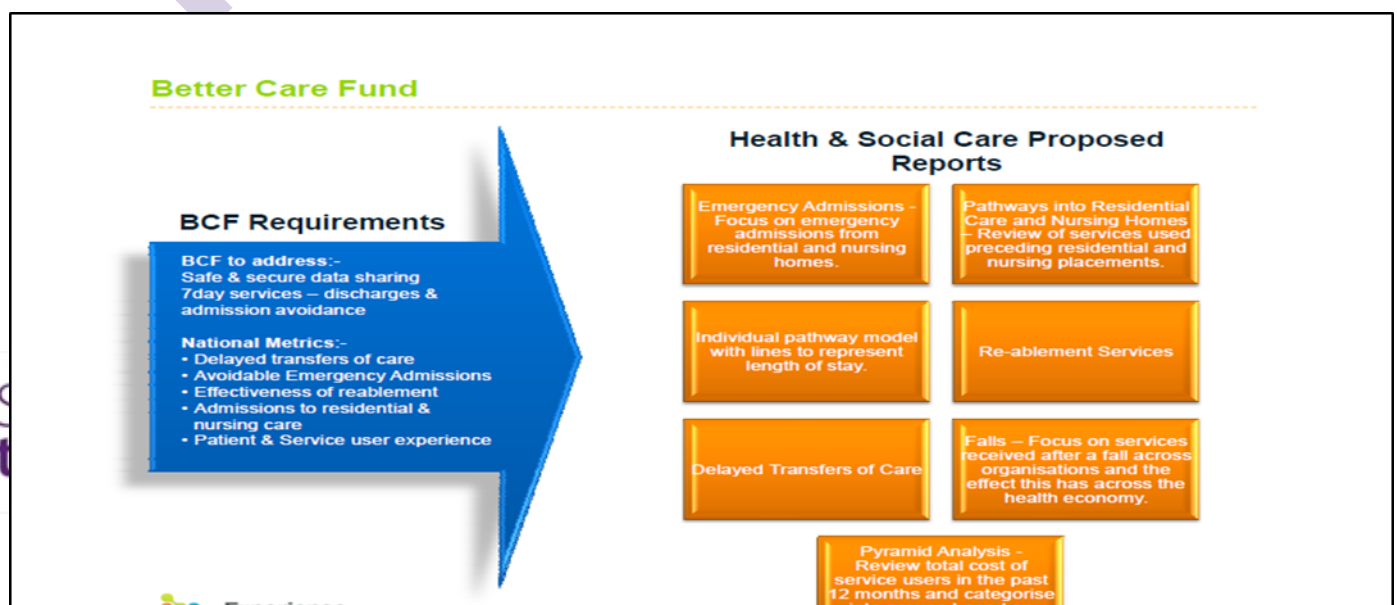 Better Care Fund
BCF Requirements
BCF to address:-
Safe & secure data sharing
7day services – discharges &
admission avoidance
National Metrics:-
• Delayed transfers of care
• Avoidable Emergency Admissions
• Effectiveness of reablement
• Admissions to residential &
nursing care
• Patient & Service user experience
Health & Social Care Proposed
Reports
Emergency Admissions -
Focus on emergency
admissions from
residential and nursing
homes.
Pathways into Residential
Care and Nursing Homes
– Review of services used
preceding residential and
nursing placements.
Individual pathway model
with lines to represent
length of stay.
Re-ablement Services
Delayed Transfers of Care
Falls – Focus on services
received after a fall across
organisations and the
effect this has across the
health economy.
Pyramid Analysis -
Review total cost of
service users in the past
12 months and categorise